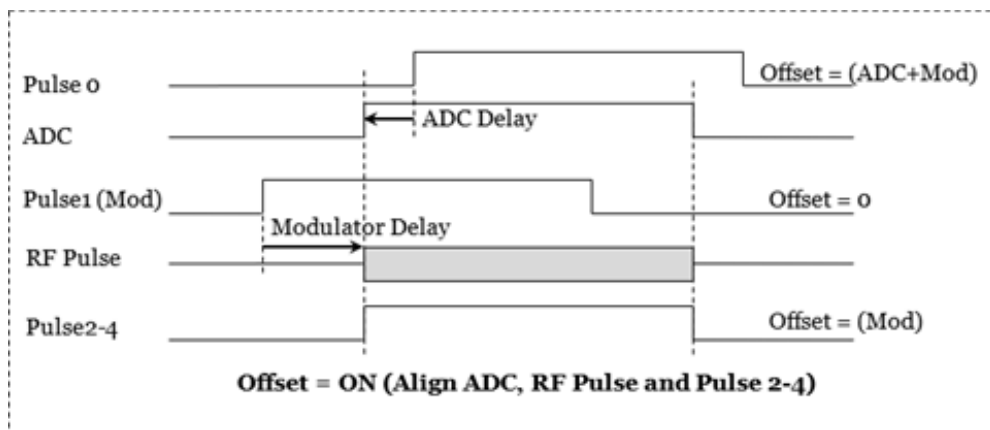 Pulse 0
Offset = (ADC+Mod)
ADC
ADC Delay
Pulse1 (Mod)
Offset = 0
Modulator Delay
RF Pulse
Pulse2-4
Offset = (Mod)
Offset = ON (Align ADC, RF Pulse and Pulse 2-4)